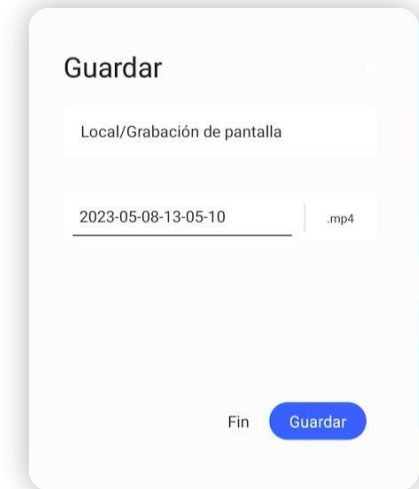 Guardar
Local/Grabación de pantalla
2023-05-08-13-05-10 .mp4
Fin Guardar